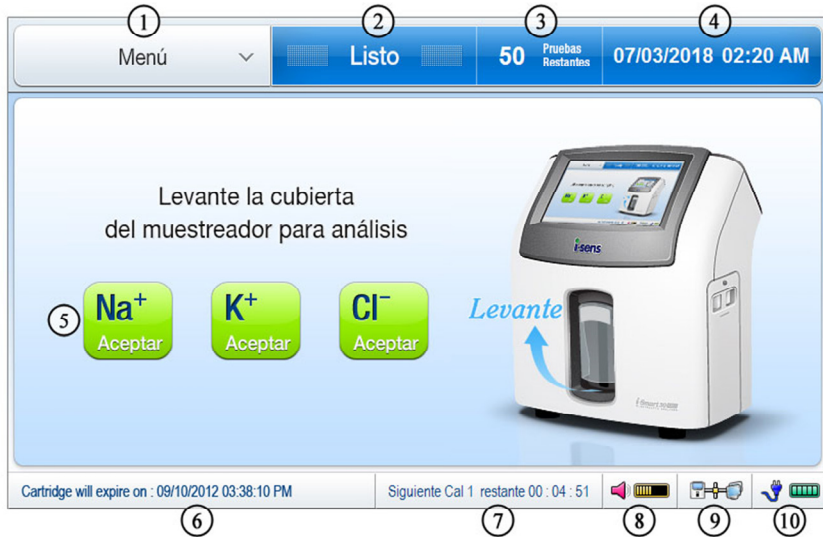 1 2 3 4
Menú
Listo
50 Pruebas
Restantes
07/03/2018 02:20 AM
Levante la cubierta
del muestreador para análisis
5
Na+ K+ Cl-
Aceptar Aceptar Aceptar
i-sens
Levante
Cartridge will expire on : 09/10/2012 03:38:10 PM
Siguiente Cal 1 restante 00 : 04 : 51
6 7 8 9 10